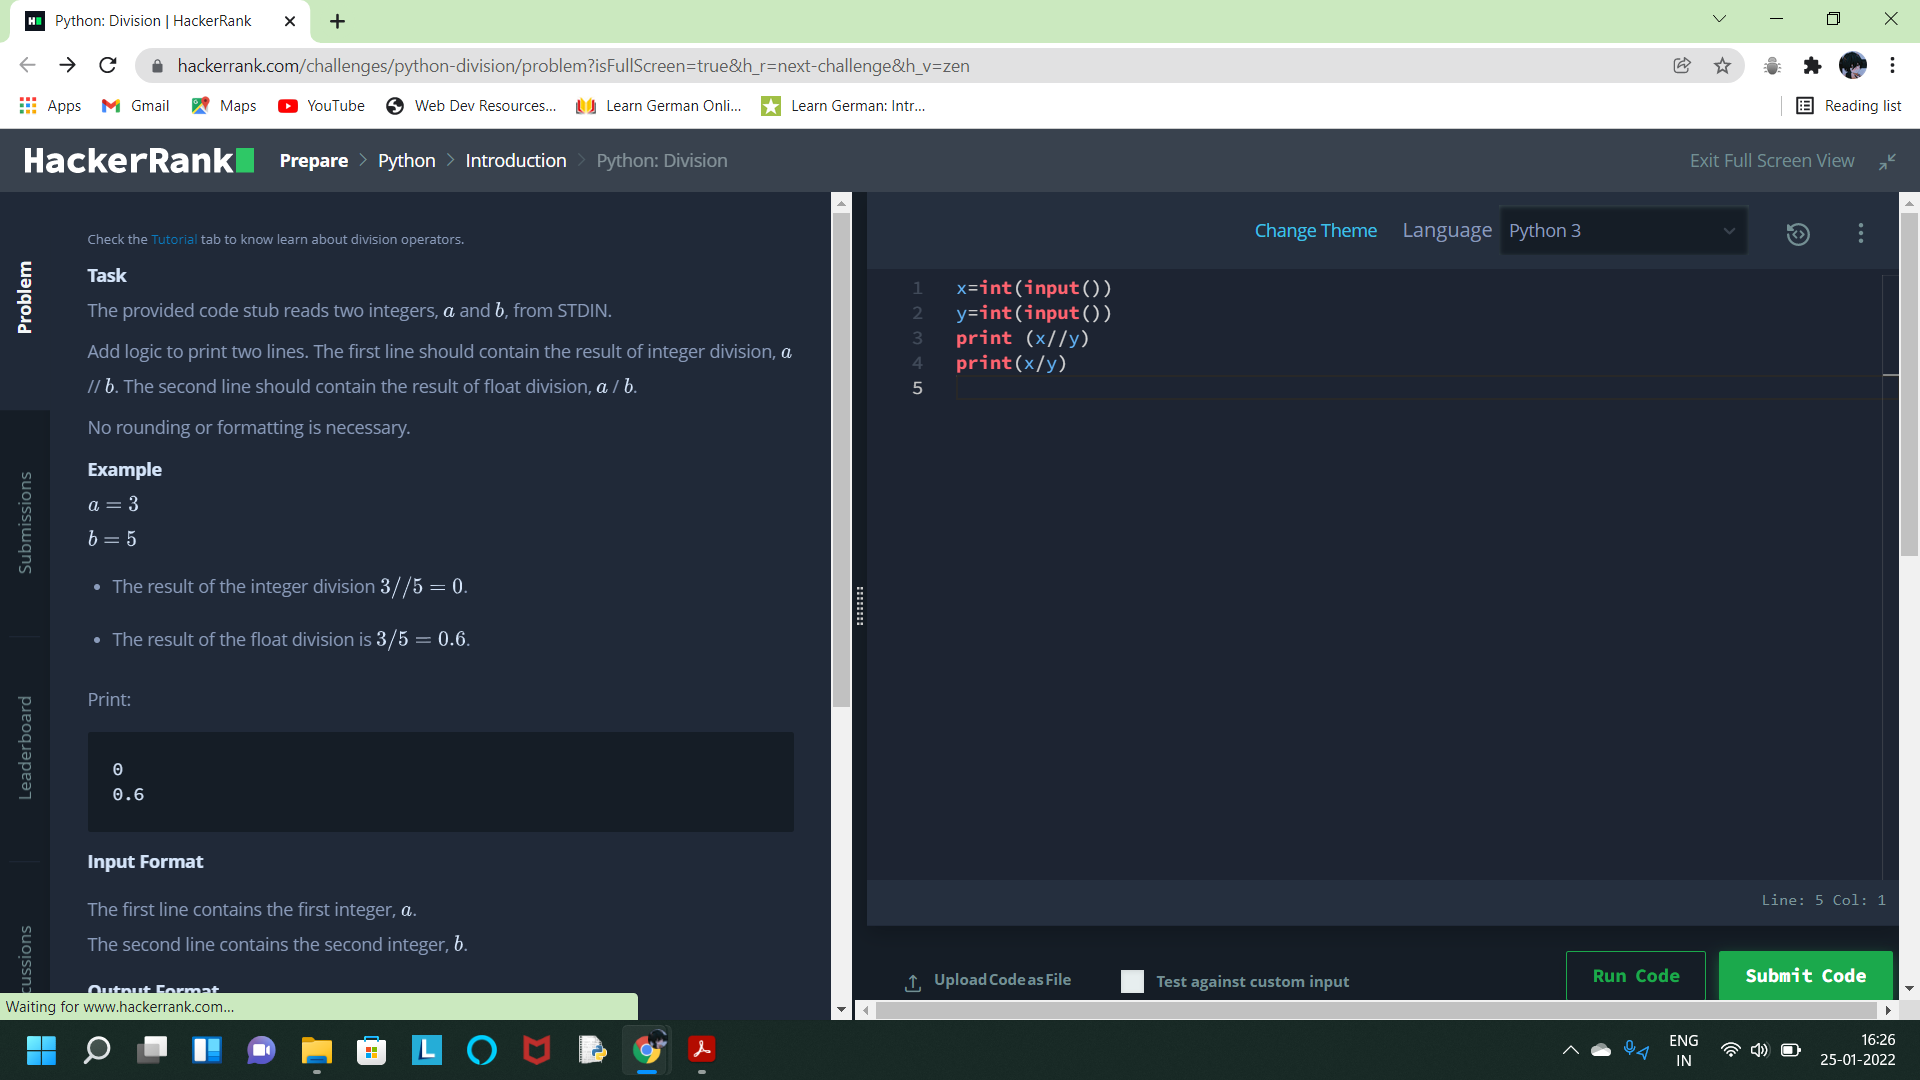 Python: Division | HackerRank
hackerrank.com/challenges/python-division/problem?isFullScreen=true&h_r=next-challenge&h_v=zen
Apps Gmail Maps YouTube Web Dev Resources... Learn German Onli... Learn German: Intr... Reading list
HackerRank Prepare > Python > Introduction > Python: Division Exit Full Screen View
Problem
Submissions
Leaderboard
cussions
Check the Tutorial tab to know learn about division operators.
Task
The provided code stub reads two integers, a and b, from STDIN.
Add logic to print two lines. The first line should contain the result of integer division, a
// b. The second line should contain the result of float division, a / b.
No rounding or formatting is necessary.
Example
a = 3
b = 5
• The result of the integer division 3//5 = 0.
• The result of the float division is 3/5 = 0.6.
Print:
0
0.6
Input Format
The first line contains the first integer, a.
The second line contains the second integer, b.
Output Format
Waiting for www.hackerrank.com...
Change Theme Language Python 3
1 x=int(input())
2 y=int(input())
3 print (x//y)
4 print(x/y)
5
Line: 5 Col: 1
Upload Code as File Test against custom input Run Code Submit Code
ENG
IN
16:26
25-01-2022